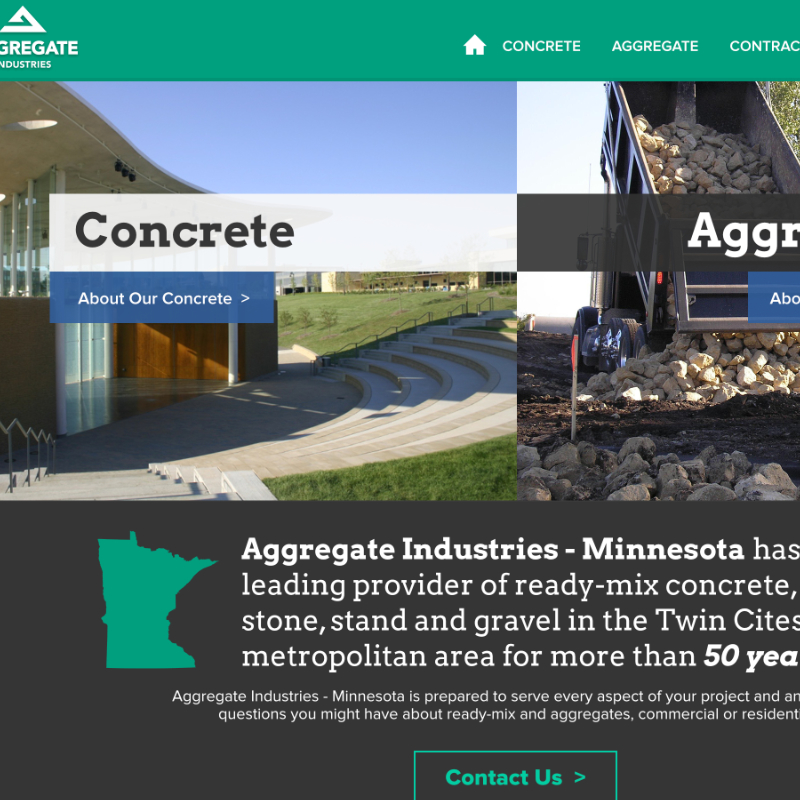 GREGATE
INDUSTRIES
CONCRETE AGGREGATE CONTRAC
Concrete
Aggr
About Our Concrete >
Abo
Aggregate Industries - Minnesota has
leading provider of ready-mix concrete,
stone, stand and gravel in the Twin Cites
metropolitan area for more than 50 yea
Aggregate Industries - Minnesota is prepared to serve every aspect of your project and an
questions you might have about ready-mix and aggregates, commercial or residenti
Contact Us >